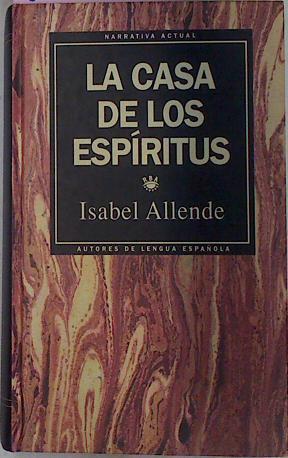 NARRATIVA ACTUAL
LA CASA
DE LOS
ESPÍRITUS
RBA
Isabel Allende
AUTORES DE LENGUA ESPAÑOLA